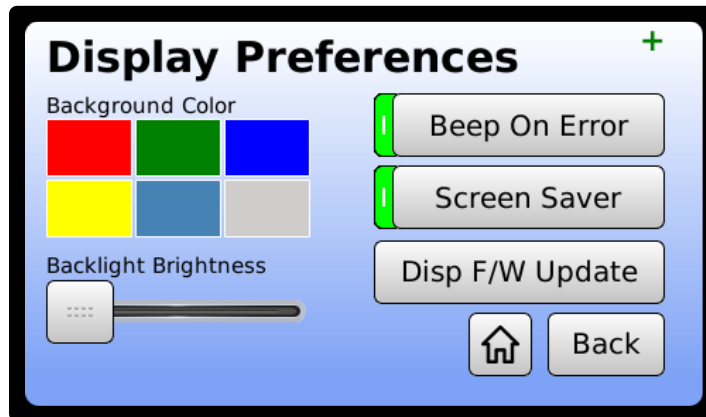 Display Preferences
+
Background Color
Beep On Error
Screen Saver
Backlight Brightness
Disp F/W Update
Back